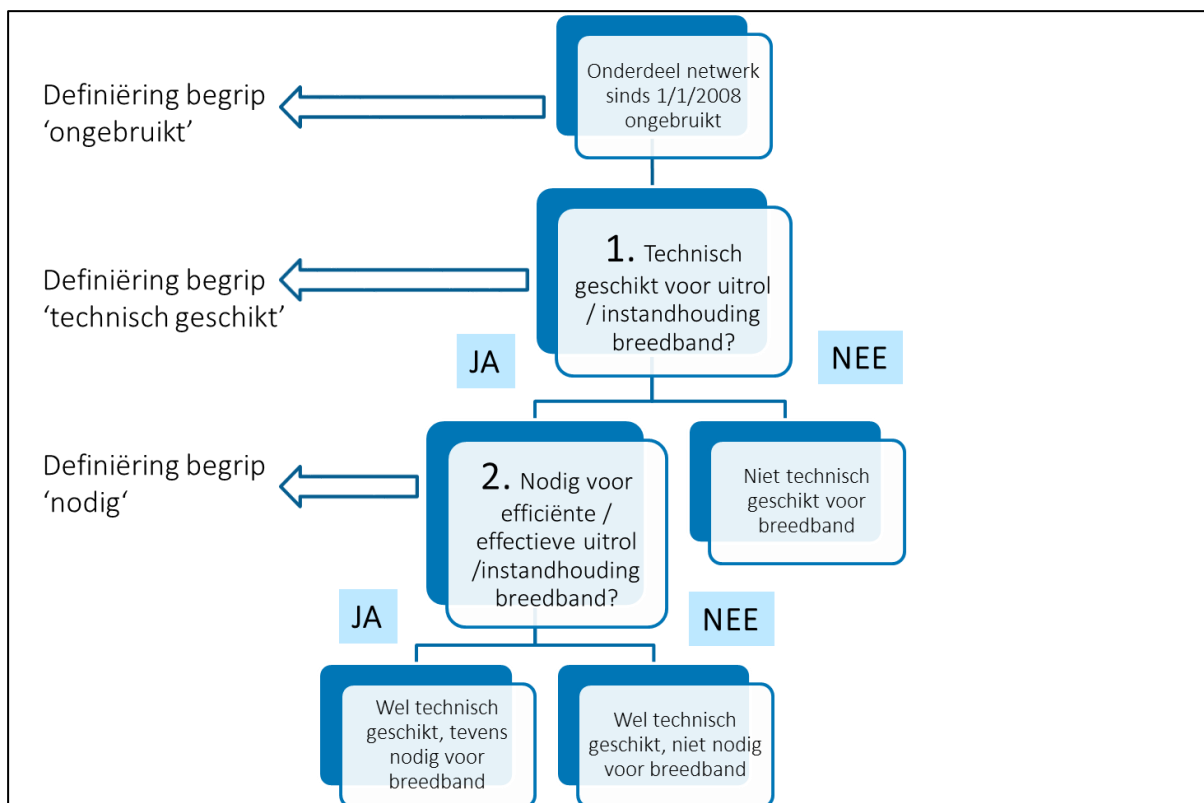 Onderdeel netwerk
sinds 1/1/2008
ongebruikt
Definiëring begrip
‘ongebruikt’
1. Technisch
geschikt voor uitrol
/ instandhouding
breedband?
Definiëring begrip
‘technisch geschikt’
JA
NEE
2. Nodig voor
efficiënte /
effectieve uitrol
/instandhouding
breedband?
Definiëring begrip
‘nodig‘
Niet technisch
geschikt voor
breedband
JA
NEE
Wel technisch
geschikt, tevens
nodig voor
breedband
Wel technisch
geschikt, niet nodig
voor breedband